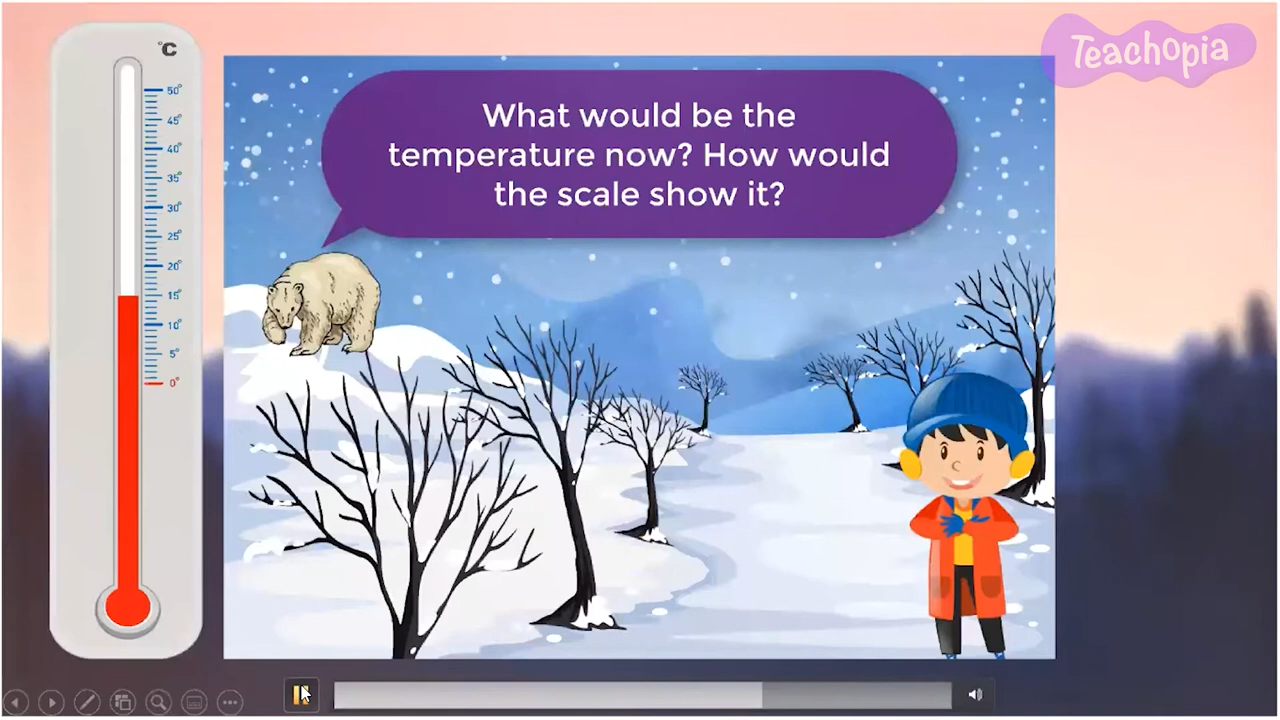 °C
Teachopia
What would be the
temperature now? How would
the scale show it?
50°
45°
40°
35°
30°
25°
20°
15°
10°
5°
0°